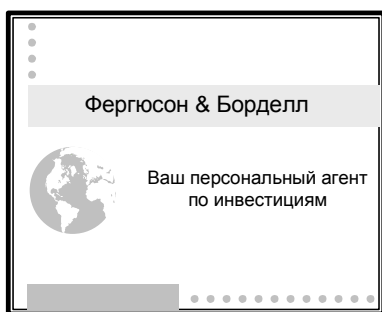 Фергюсон & Борделл
Ваш персональный агент
по инвестициям